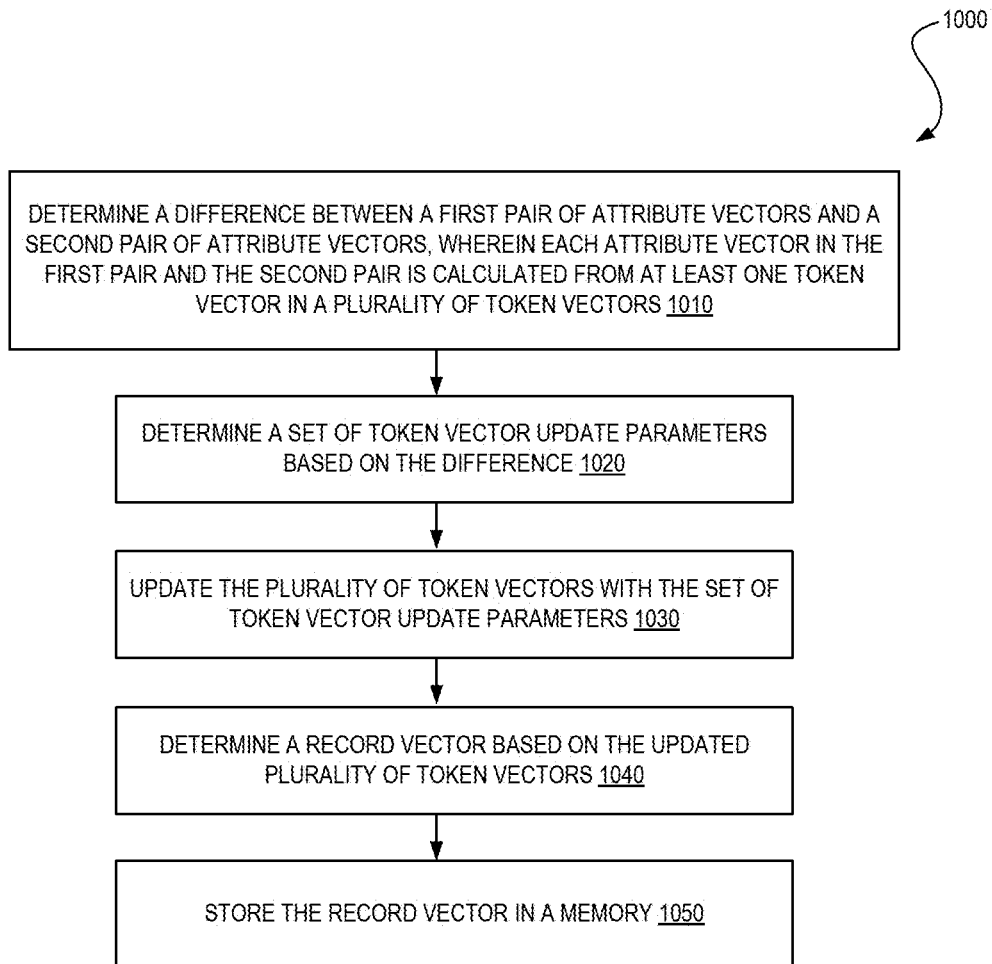 1000
DETERMINE A DIFFERENCE BETWEEN A FIRST PAIR OF ATTRIBUTE VECTORS AND A
SECOND PAIR OF ATTRIBUTE VECTORS, WHEREIN EACH ATTRIBUTE VECTOR IN THE
FIRST PAIR AND THE SECOND PAIR IS CALCULATED FROM AT LEAST ONE TOKEN
VECTOR IN A PLURALITY OF TOKEN VECTORS 1010
DETERMINE A SET OF TOKEN VECTOR UPDATE PARAMETERS
BASED ON THE DIFFERENCE 1020
UPDATE THE PLURALITY OF TOKEN VECTORS WITH THE SET OF
TOKEN VECTOR UPDATE PARAMETERS 1030
DETERMINE A RECORD VECTOR BASED ON THE UPDATED
PLURALITY OF TOKEN VECTORS 1040
STORE THE RECORD VECTOR IN A MEMORY 1050